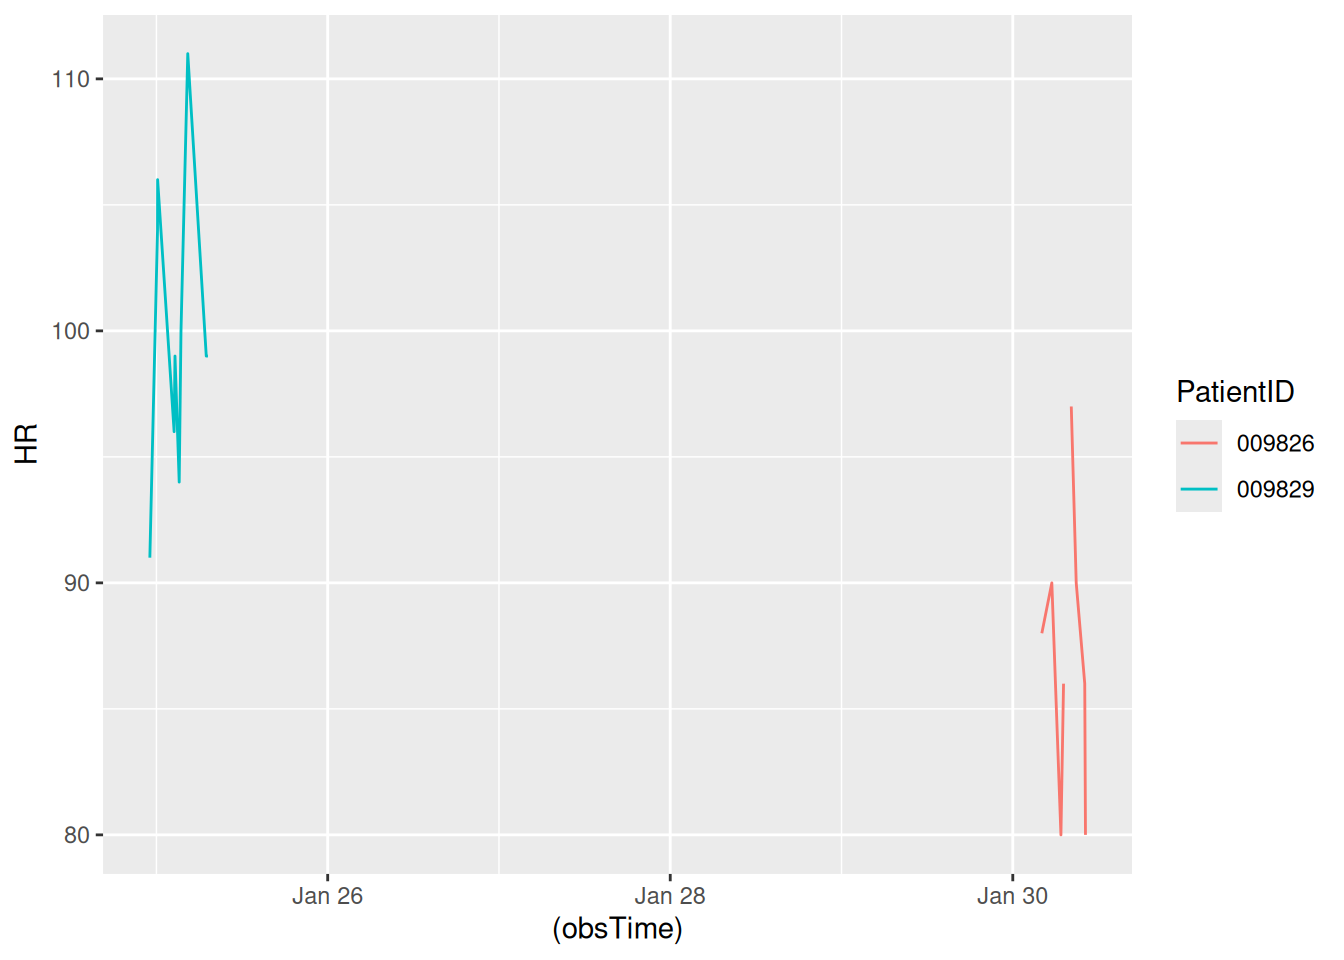 110
100
90
80
HR
Jan 26
Jan 28
Jan 30
(obsTime)
PatientID
009826
009829